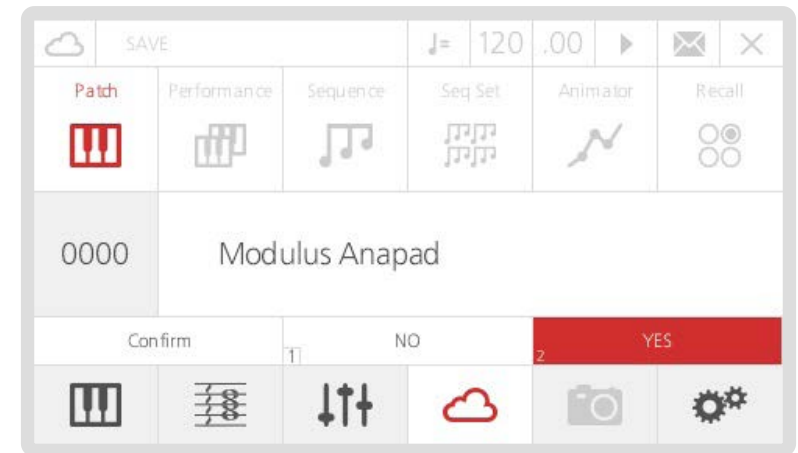 SAVE 120 .00
Patch Performance Sequence Seq Set Animator Recall
0000 Modulus Anapad
Confirm 1 NO 2 YES